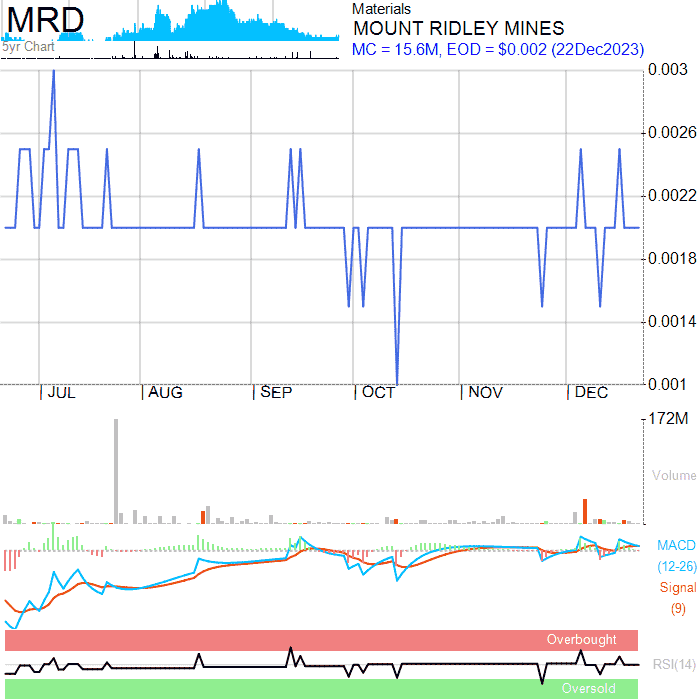 MRD
5yr Chart
Materials
MOUNT RIDLEY MINES
MC = 15.6M, EOD = $0.002 (22Dec2023)
0.003
0.0026
0.0022
0.0018
0.0014
0.001
JUL AUG SEP OCT NOV DEC
172M
Volume
MACD
(12-26)
Signal
(9)
Overbought
RSI(14)
Oversold